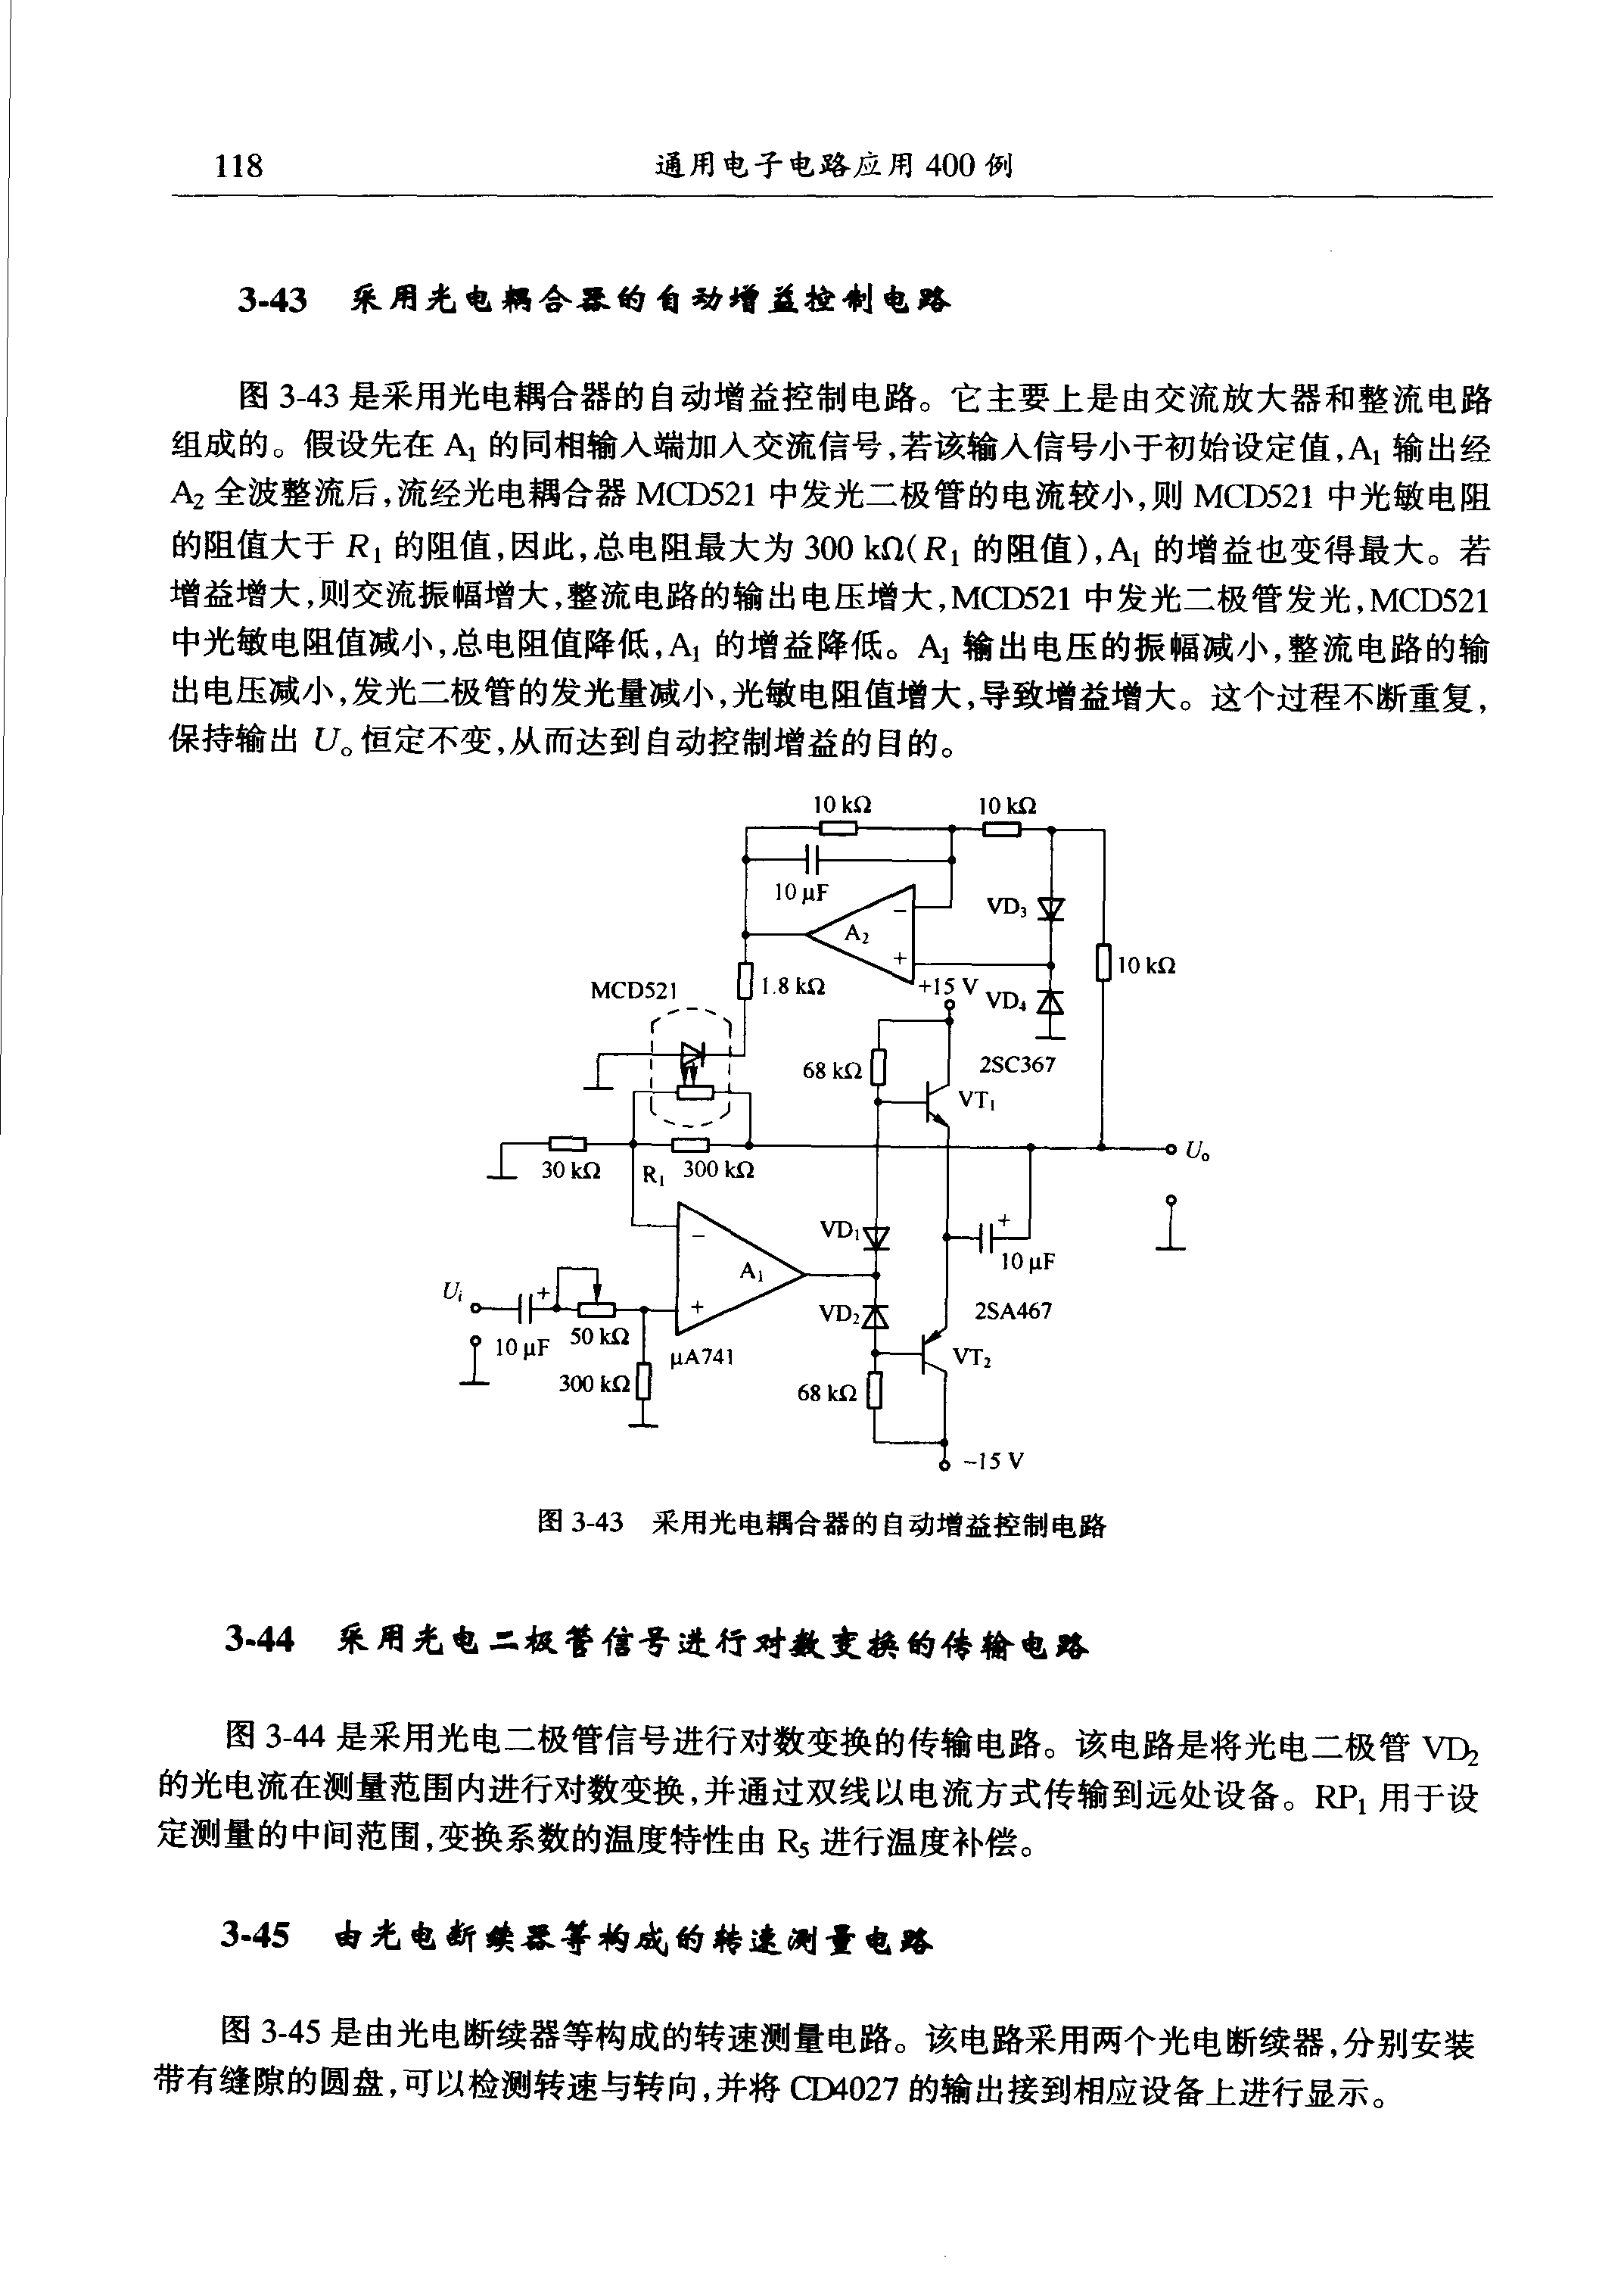 118
通用电子电路应用 400 例
3-43 采用光电耦合器的自动增益控制电路
图 3-43 是采用光电耦合器的自动增益控制电路。它主要上是由交流放大器和整流电路
组成的。假设先在 A₁ 的同相输入端加入交流信号,若该输入信号小于初始设定值,A₁ 输出经
A₂ 全波整流后,流经光电耦合器 MCD521 中发光二极管的电流较小,则 MCD521 中光敏电阻
的阻值大于 R₁ 的阻值,因此,总电阻最大为 300 kΩ(R₁ 的阻值),A₁ 的增益也变得最大。若
增益增大,则交流振幅增大,整流电路的输出电压增大,MCD521 中发光二极管发光,MCD521
中光敏电阻值减小,总电阻值降低,A₁ 的增益降低。A₁ 输出电压的振幅减小,整流电路的输
出电压减小,发光二极管的发光量减小,光敏电阻值增大,导致增益增大。这个过程不断重复,
保持输出 Uₒ 恒定不变,从而达到自动控制增益的目的。
10 kΩ
10 kΩ
10 μF
VD₃
−
A₂
+
10 kΩ
MCD521
1.8 kΩ
+15 V
VD₄
68 kΩ
2SC367
VT₁
Uₒ
30 kΩ
R₁
300 kΩ
VD₁
+
10 μF
−
A₁
+
Uᵢ
+
50 kΩ
10 μF
VD₂
2SA467
μA741
VT₂
300 kΩ
68 kΩ
−15 V
图 3-43 采用光电耦合器的自动增益控制电路
3-44 采用光电二极管信号进行对数变换的传输电路
图 3-44 是采用光电二极管信号进行对数变换的传输电路。该电路是将光电二极管 VD₂
的光电流在测量范围内进行对数变换,并通过双线以电流方式传输到远处设备。RP₁ 用于设
定测量的中间范围,变换系数的温度特性由 R₅ 进行温度补偿。
3-45 由光电断续器等构成的转速测量电路
图 3-45 是由光电断续器等构成的转速测量电路。该电路采用两个光电断续器,分别安装
带有缝隙的圆盘,可以检测转速与转向,并将 CD4027 的输出接到相应设备上进行显示。